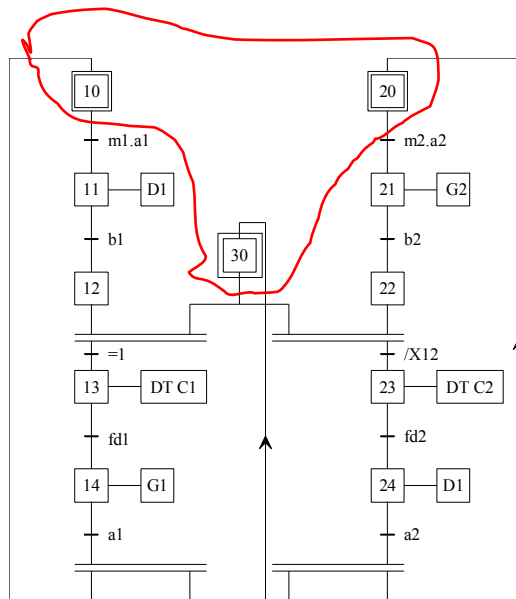 10 20
m1.a1 m2.a2
11 D1 21 G2
b1 30 b2
12 22
=1 /X12
13 DT C1 23 DT C2
fd1 fd2
14 G1 24 D1
a1 a2